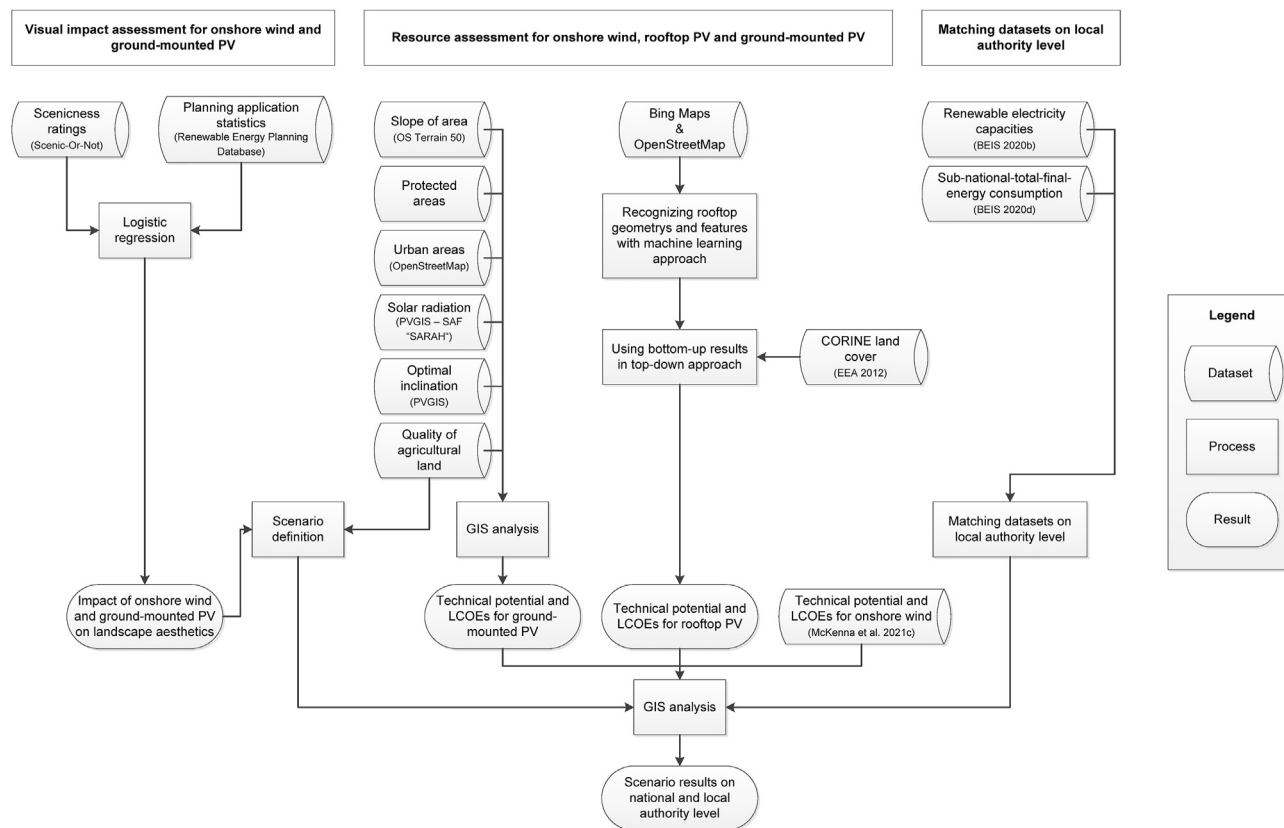 Visual impact assessment for onshore wind and
ground-mounted PV
Resource assessment for onshore wind, rooftop PV and ground-mounted PV
Matching datasets on local
authority level
Scenicness
ratings
(Scenic-Or-Not)
Planning application
statistics
(Renewable Energy Planning
Database)
Logistic
regression
Impact of onshore wind
and ground-mounted PV
on landscape aesthetics
Scenario
definition
Slope of area
(OS Terrain 50)
Protected
areas
Urban areas
(OpenStreetMap)
Solar radiation
(PVGIS – SAF
"SARAH")
Optimal
inclination
(PVGIS)
Quality of
agricultural
land
GIS analysis
Technical potential and
LCOEs for ground-
mounted PV
Bing Maps
&
OpenStreetMap
Recognizing rooftop
geometrys and features
with machine learning
approach
Using bottom-up results
in top-down approach
CORINE land
cover
(EEA 2012)
Technical potential and
LCOEs for rooftop PV
Technical potential and
LCOEs for onshore wind
(McKenna et al. 2021c)
Renewable electricity
capacities
(BEIS 2020b)
Sub-national-total-final-
energy consumption
(BEIS 2020d)
Matching datasets on
local authority level
GIS analysis
Scenario results on
national and local
authority level
Legend
Dataset
Process
Result